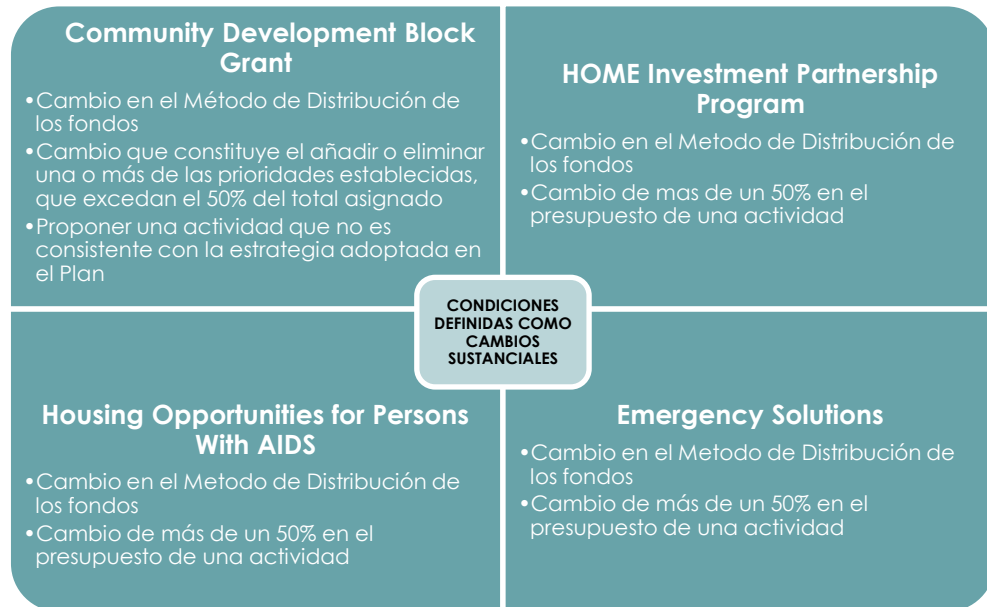 Community Development Block
Grant
•Cambio en el Método de Distribución de
los fondos
•Cambio que constituye el añadir o eliminar
una o más de las prioridades establecidas,
que excedan el 50% del total asignado
•Proponer una actividad que no es
consistente con la estrategia adoptada en
el Plan
HOME Investment Partnership
Program
•Cambio en el Metodo de Distribución de
los fondos
•Cambio de mas de un 50% en el
presupuesto de una actividad
CONDICIONES
DEFINIDAS COMO
CAMBIOS
SUSTANCIALES
Housing Opportunities for Persons
With AIDS
•Cambio en el Metodo de Distribución de
los fondos
•Cambio de más de un 50% en el
presupuesto de una actividad
Emergency Solutions
•Cambio en el Metodo de Distribución de
los fondos
•Cambio de más de un 50% en el
presupuesto de una actividad